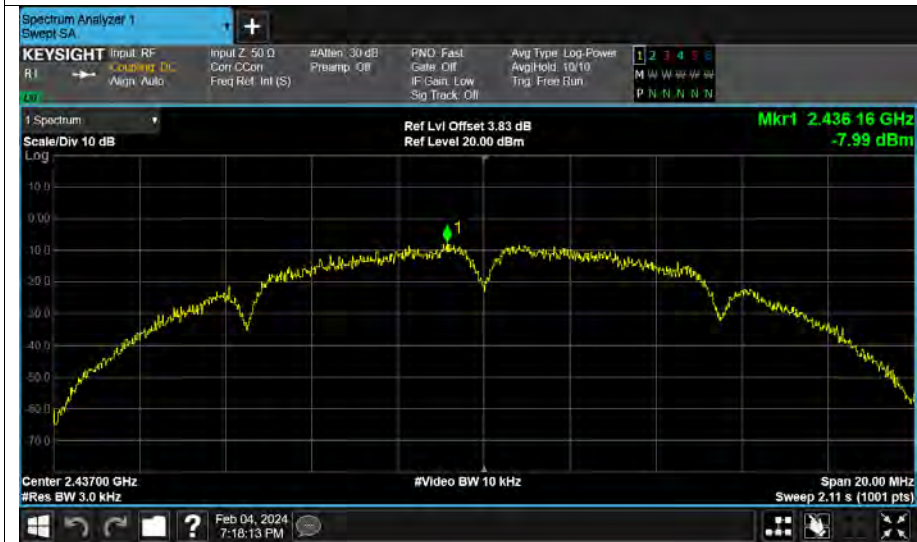 Spectrum Analyzer 1
Swept SA
+
KEYSIGHT Input: RF Input Z: 50 Ω #Atten: 30 dB PNO: Fast Avg Type: Log-Power 1 2 3 4 5 6
Coupling: DC Corr CCorr Preamp: Off Gate: Off Avg|Hold: 10/10 M W W W W W
Align: Auto Freq Ref: Int (S) IF Gain: Low Trig: Free Run P N N N N N
Sig Track: Off
1 Spectrum Ref Lvl Offset 3.83 dB Mkr1 2.436 16 GHz
Scale/Div 10 dB Ref Level 20.00 dBm -7.99 dBm
Log
10.0
0.00
1
-10.0
-20.0
-30.0
-40.0
-50.0
-60.0
-70.0
Center 2.43700 GHz #Video BW 10 kHz Span 20.00 MHz
#Res BW 3.0 kHz Sweep 2.11 s (1001 pts)
? Feb 04, 2024
7:18:13 PM